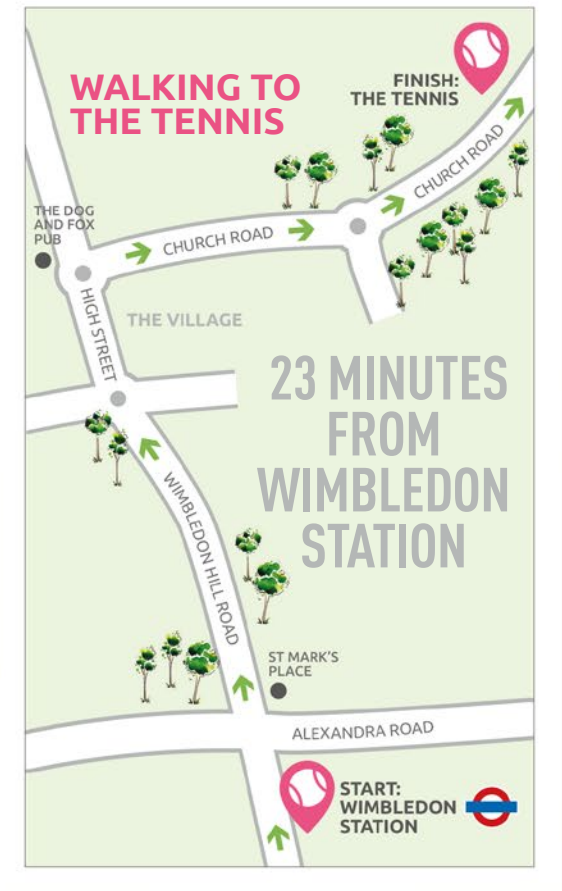 WALKING TO
THE TENNIS
FINISH:
THE TENNIS
CHURCH ROAD
THE DOG
AND FOX
PUB
CHURCH ROAD
HIGH STREET
THE VILLAGE
23 MINUTES
FROM
WIMBLEDON
STATION
WIMBLEDON HILL ROAD
ST MARK'S
PLACE
ALEXANDRA ROAD
START:
WIMBLEDON
STATION